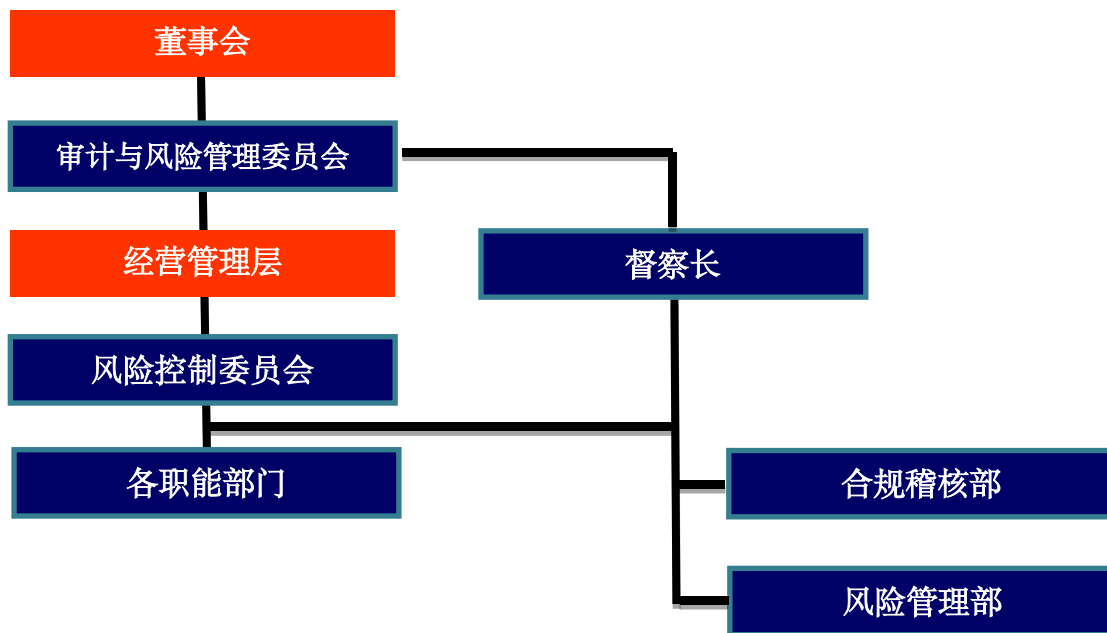 董事会
审计与风险管理委员会
经营管理层
督察长
风险控制委员会
各职能部门
合规稽核部
风险管理部